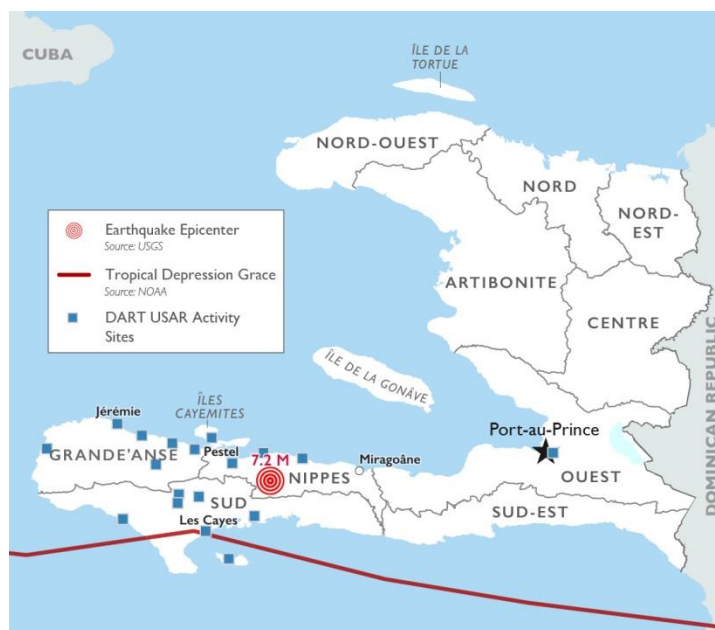 CUBA
ÎLE DE LA
TORTUE
NORD-OUEST
NORD
NORD-
EST
Earthquake Epicenter
Source: USGS
Tropical Depression Grace
Source: NOAA
DART USAR Activity
Sites
ARTIBONITE
CENTRE
DOMINICAN REPUBLIC
ÎLE DE LA GONÂVE
ÎLES
CAYEMITES
Jérémie
Port-au-Prince
GRANDE'ANSE
Pestel
7.2 M
Miragoâne
NIPPES
OUEST
SUD
SUD-EST
Les Cayes